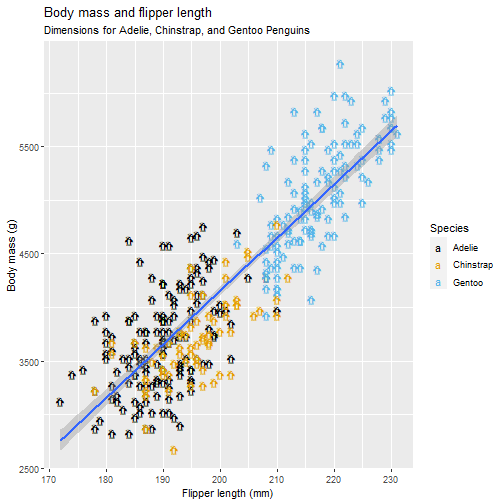 Body mass and flipper length
Dimensions for Adelie, Chinstrap, and Gentoo Penguins
5500
4500
3500
2500
Body mass (g)
170
180
190
200
210
220
230
Flipper length (mm)
Species
a Adelie
a Chinstrap
a Gentoo